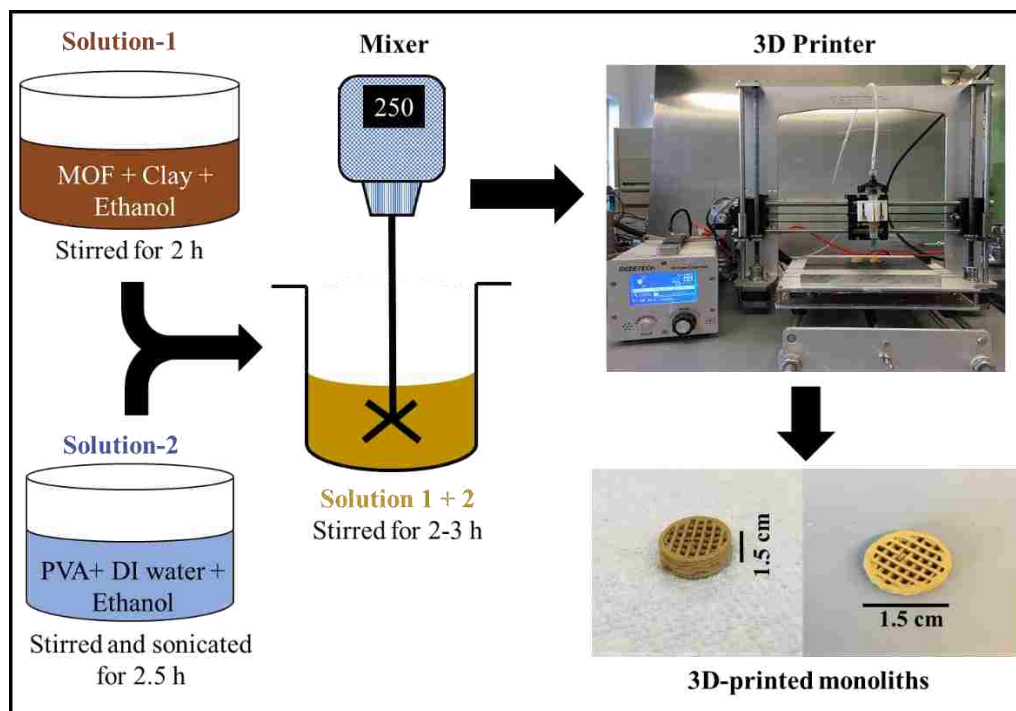 Solution-1
MOF + Clay +
Ethanol
Stirred for 2 h
Solution-2
PVA+ DI water +
Ethanol
Stirred and sonicated
for 2.5 h
Mixer
250
Solution 1 + 2
Stirred for 2-3 h
3D Printer
GEEETECH
1.5 cm
1.5 cm
3D-printed monoliths